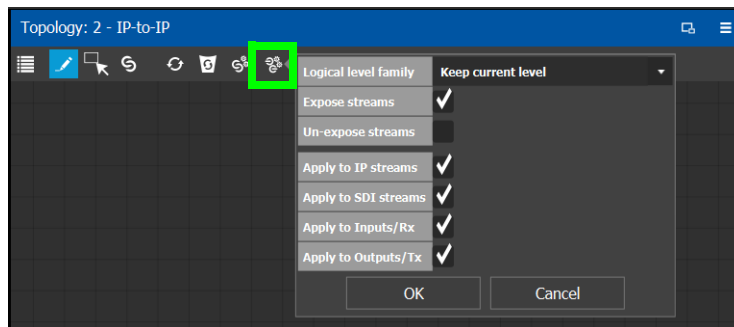 Topology: 2 - IP-to-IP
Logical level family Keep current level
Expose streams
Un-expose streams
Apply to IP streams
Apply to SDI streams
Apply to Inputs/Rx
Apply to Outputs/Tx
OK Cancel